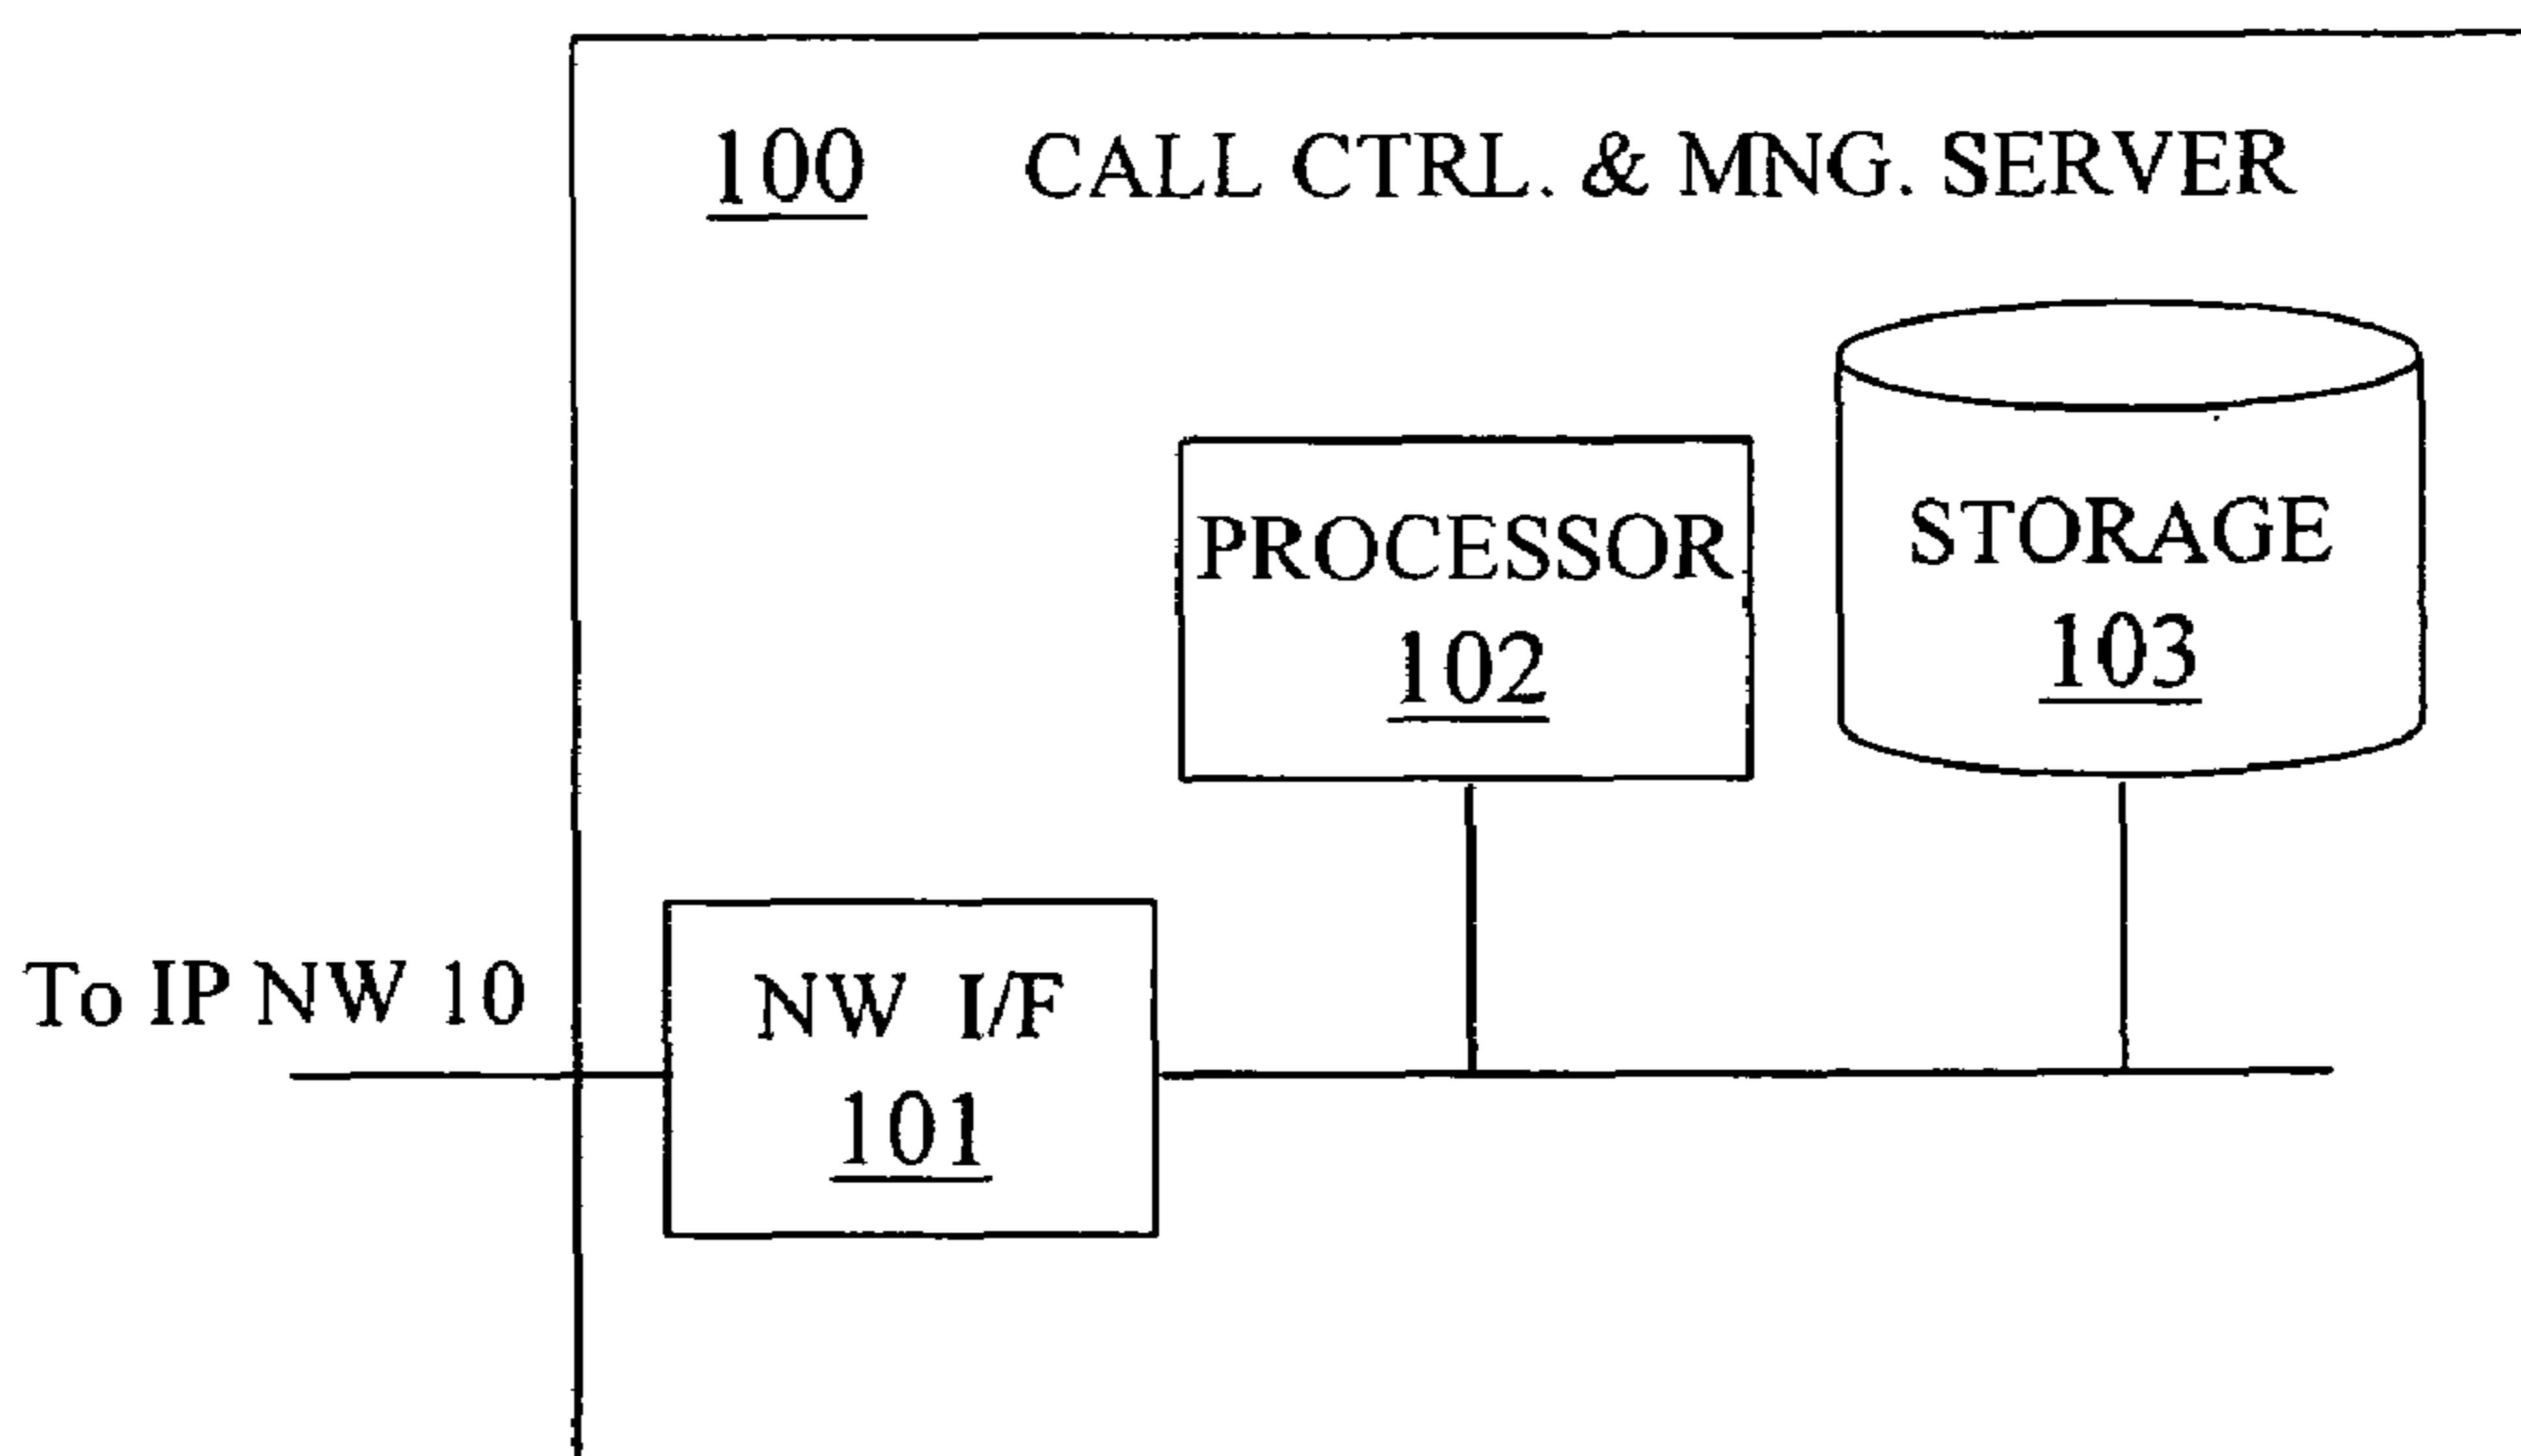 100 CALL CTRL. & MNG. SERVER
PROCESSOR
102
STORAGE
103
To IP NW 10
NW I/F
101